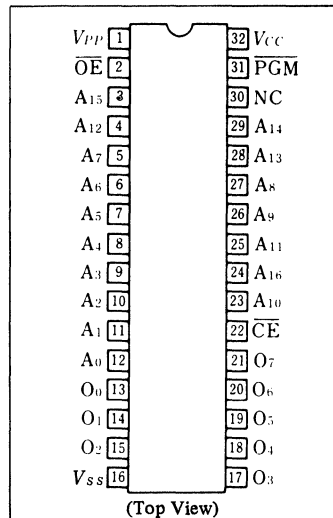 VPP 1 32 VCC
OE 2 31 PGM
A15 3 30 NC
A12 4 29 A14
A7 5 28 A13
A6 6 27 A8
A5 7 26 A9
A4 8 25 A11
A3 9 24 A16
A2 10 23 A10
A1 11 22 CE
A0 12 21 O7
O0 13 20 O6
O1 14 19 O5
O2 15 18 O4
VSS 16 17 O3
(Top View)